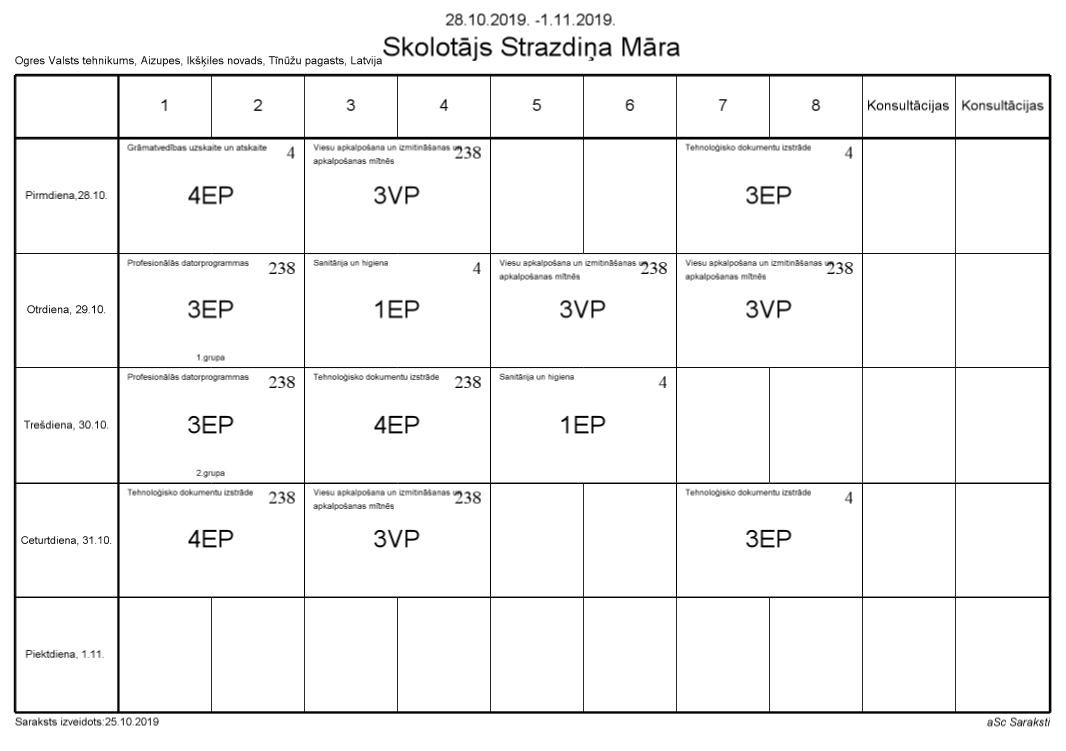 28.10.2019. -1.11.2019.
Skolotājs Strazdiņa Māra
Ogres Valsts tehnikums, Aizupes, Ikšķiles novads, Tīnūžu pagasts, Latvija
1 2 3 4 5 6 7 8 Konsultācijas Konsultācijas
Pirmdiena,28.10.
Grāmatvedības uzskaite un atskaite 4
4EP
Viesu apkalpošana un izmitināšanas un 238
apkalpošanas mītnēs
3VP
Tehnoloģisko dokumentu izstrāde 4
3EP
Otrdiena, 29.10.
Profesionālās datorprogrammas 238
3EP
1.grupa
Sanitārija un higiena 4
1EP
Viesu apkalpošana un izmitināšanas un 238
apkalpošanas mītnēs
3VP
Viesu apkalpošana un izmitināšanas un 238
apkalpošanas mītnēs
3VP
Trešdiena, 30.10.
Profesionālās datorprogrammas 238
3EP
2.grupa
Tehnoloģisko dokumentu izstrāde 238
4EP
Sanitārija un higiena 4
1EP
Ceturtdiena, 31.10.
Tehnoloģisko dokumentu izstrāde 238
4EP
Viesu apkalpošana un izmitināšanas un 238
apkalpošanas mītnēs
3VP
Tehnoloģisko dokumentu izstrāde 4
3EP
Piektdiena, 1.11.
Saraksts izveidots:25.10.2019
aSc Saraksti